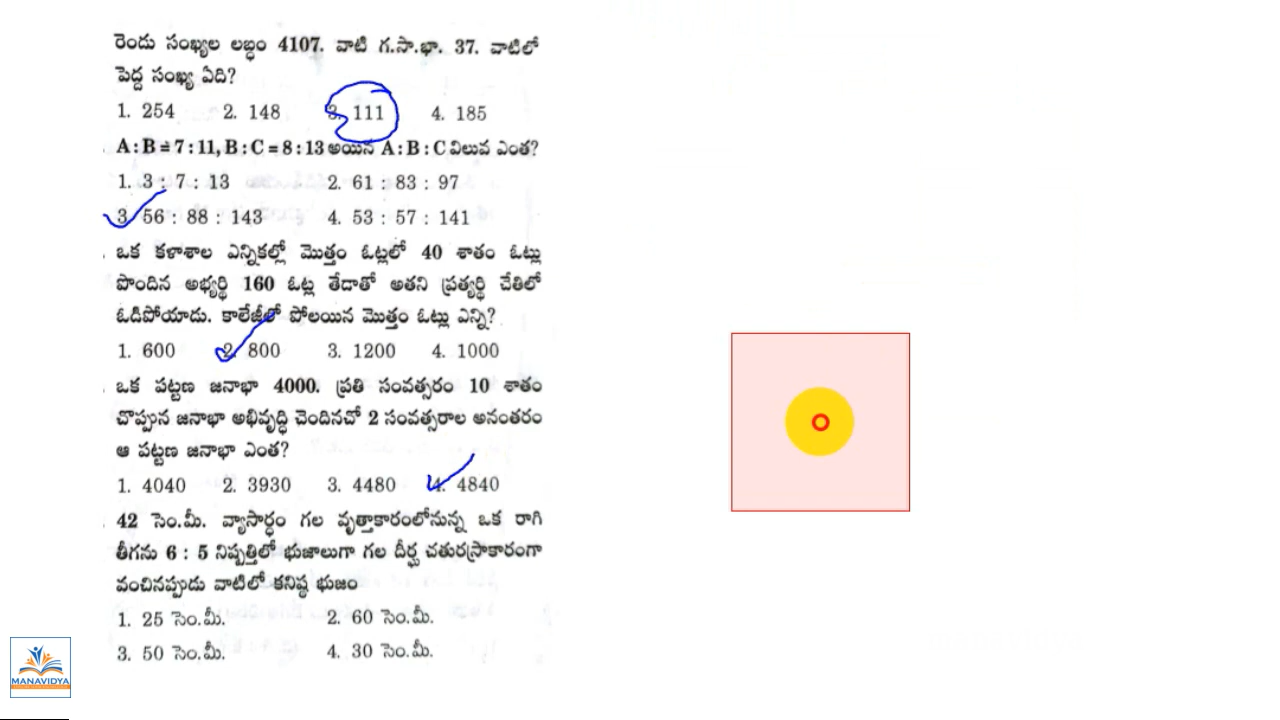 రెండు సంఖ్యల లబ్ధం 4107. వాటి గ.సా.భా. 37. వాటిలో
పెద్ద సంఖ్య ఏది?
1. 254 2. 148 3. 111 4. 185
A : B = 7 : 11, B : C = 8 : 13 అయిన A : B : C విలువ ఎంత?
1. 3 : 7 : 13 2. 61 : 83 : 97
3. 56 : 88 : 143 4. 53 : 57 : 141
ఒక కళాశాల ఎన్నికల్లో మొత్తం ఓట్లలో 40 శాతం ఓట్లు
పొందిన అభ్యర్థి 160 ఓట్ల తేడాతో అతని ప్రత్యర్థి చేతిలో
ఓడిపోయాడు. కాలేజీలో పోలయిన మొత్తం ఓట్లు ఎన్ని?
1. 600 2. 800 3. 1200 4. 1000
ఒక పట్టణ జనాభా 4000. ప్రతి సంవత్సరం 10 శాతం
చొప్పున జనాభా అభివృద్ధి చెందినచో 2 సంవత్సరాల అనంతరం
ఆ పట్టణ జనాభా ఎంత?
1. 4040 2. 3930 3. 4480 4. 4840
42 సెం.మీ. వ్యాసార్ధం గల వృత్తాకారంలోనున్న ఒక రాగి
తీగను 6 : 5 నిష్పత్తిలో భుజాలుగా గల దీర్ఘ చతురస్రాకారంగా
వంచినప్పుడు వాటిలో కనిష్ఠ భుజం
1. 25 సెం.మీ. 2. 60 సెం.మీ.
3. 50 సెం.మీ. 4. 30 సెం.మీ.
MANAVIDYA